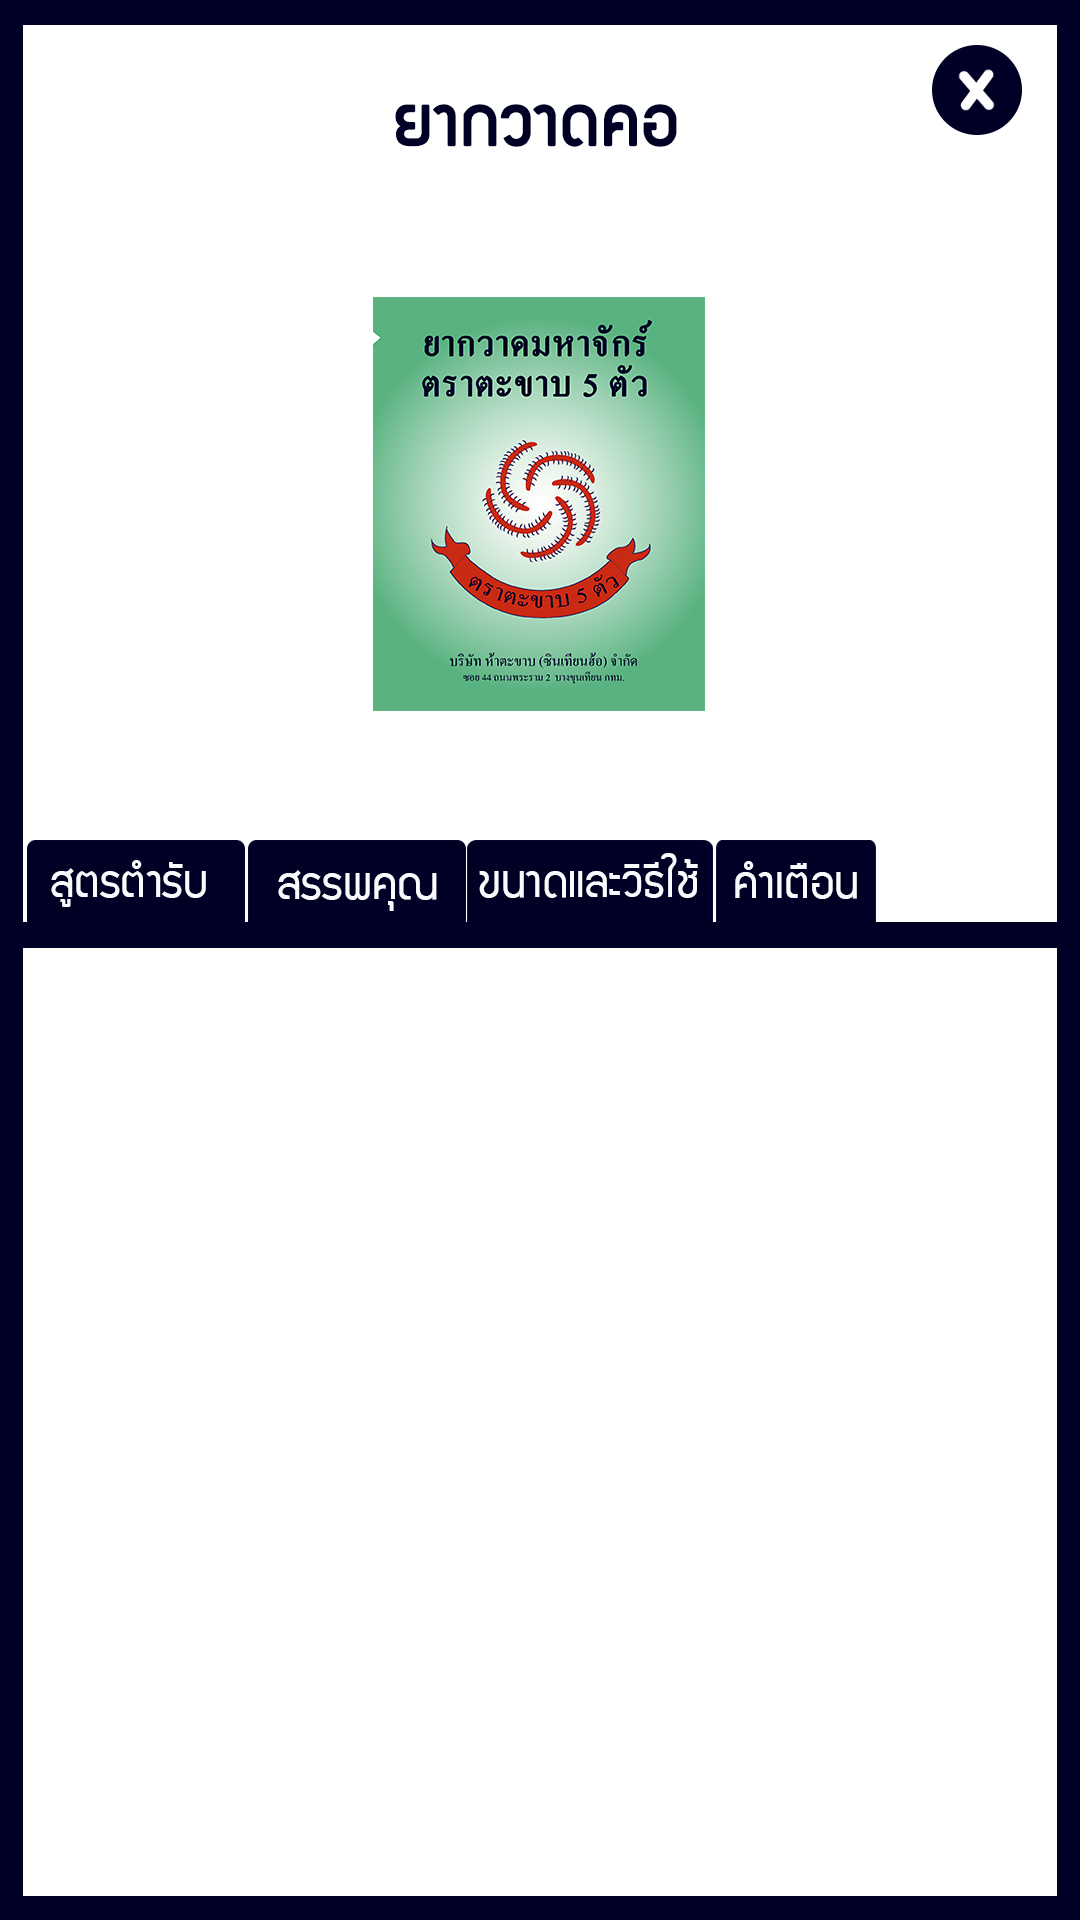 X
ยากวาดคอ
ยากวาดมหาจักร์
ตราตะขาบ 5 ตัว
ตราตะขาบ 5 ตัว
บริษัท ห้าตะขาบ (ซินเทียนฮ้อ) จำกัด
ซอย 44 ถนนพระราม 2 บางขุนเทียน กทม.
สูตรตำรับ
สรรพคุณ
ขนาดและวิธีใช้
คำเตือน